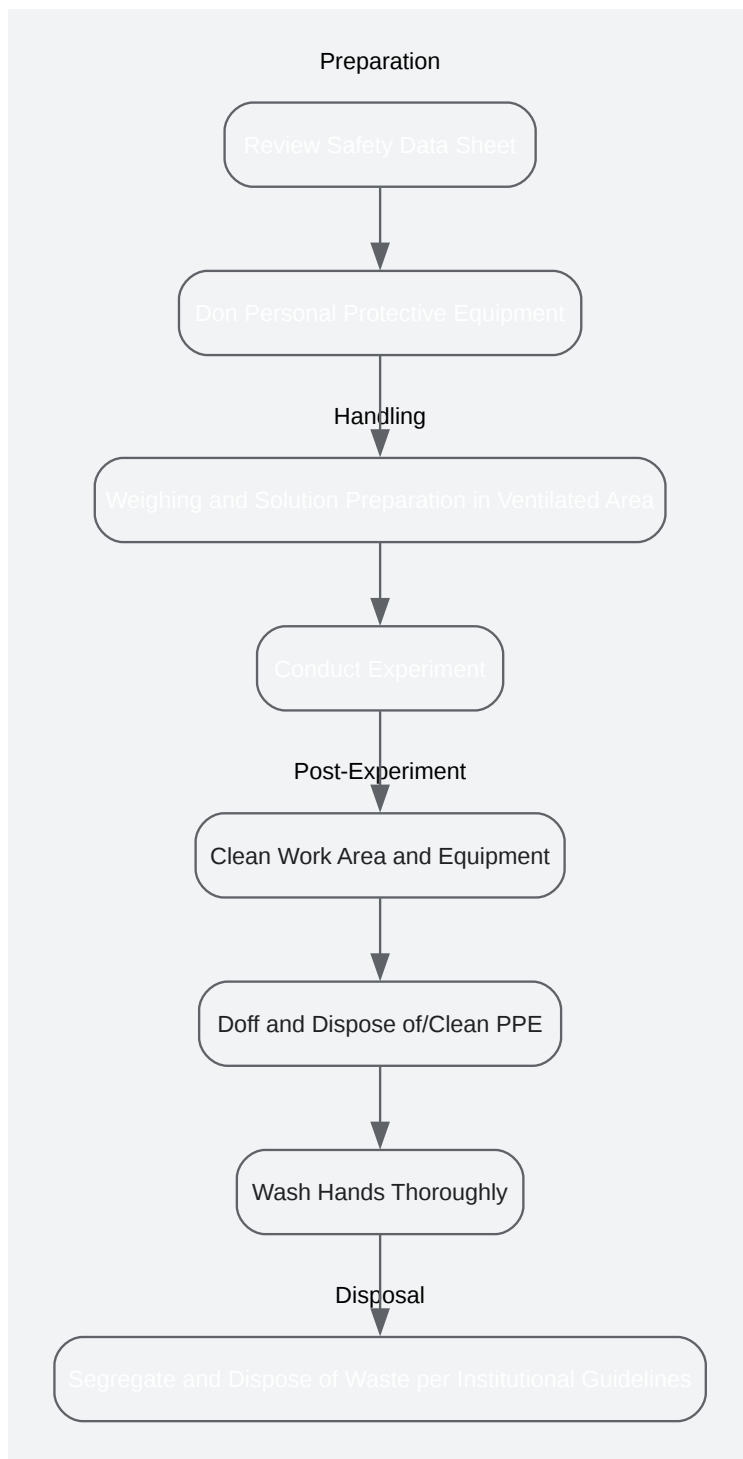 Preparation
Review Safety Data Sheet
Don Personal Protective Equipment
Handling
Weighing and Solution Preparation in Ventilated Area
Conduct Experiment
Post-Experiment
Clean Work Area and Equipment
Doff and Dispose of/Clean PPE
Wash Hands Thoroughly
Disposal
Segregate and Dispose of Waste per Institutional Guidelines